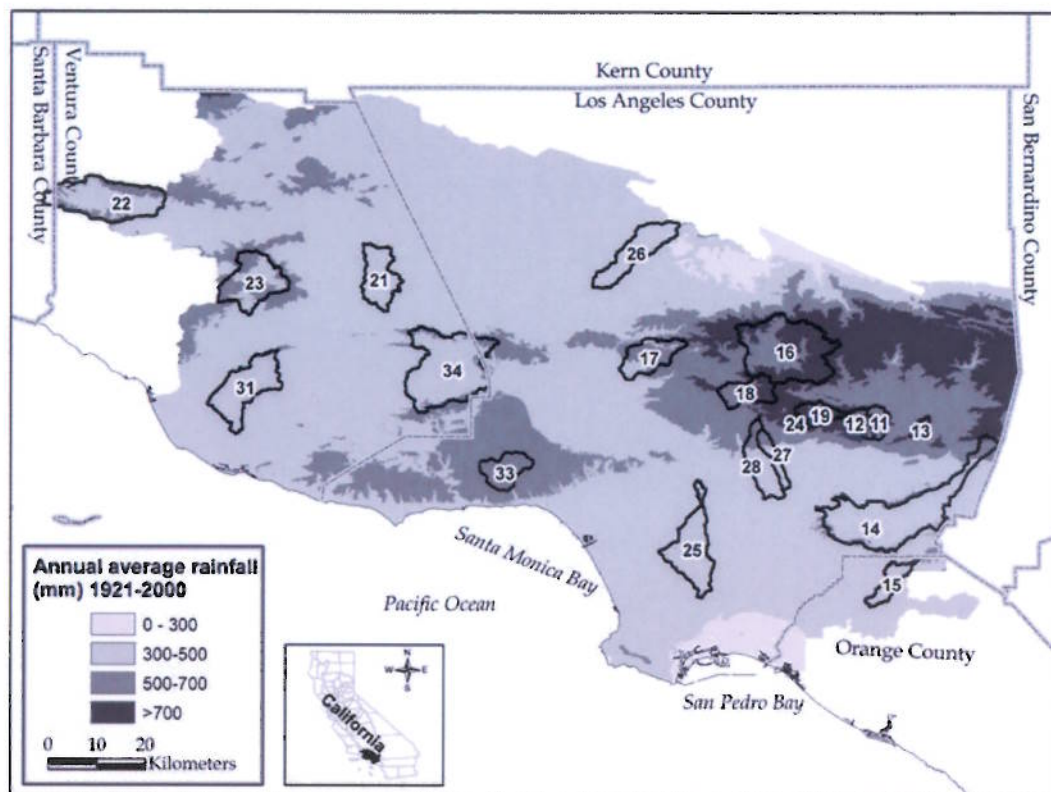 Kern County
Los Angeles County
Santa Barbara County
Ventura County
San Bernardino County
22
26
23
21
16
17
34
31
18
19
24
12
11
13
27
28
33
14
25
15
Santa Monica Bay
Pacific Ocean
Orange County
San Pedro Bay
Annual average rainfall
(mm) 1921-2000
0 - 300
300-500
500-700
>700
0 10 20
Kilometers
N
W E
S
California